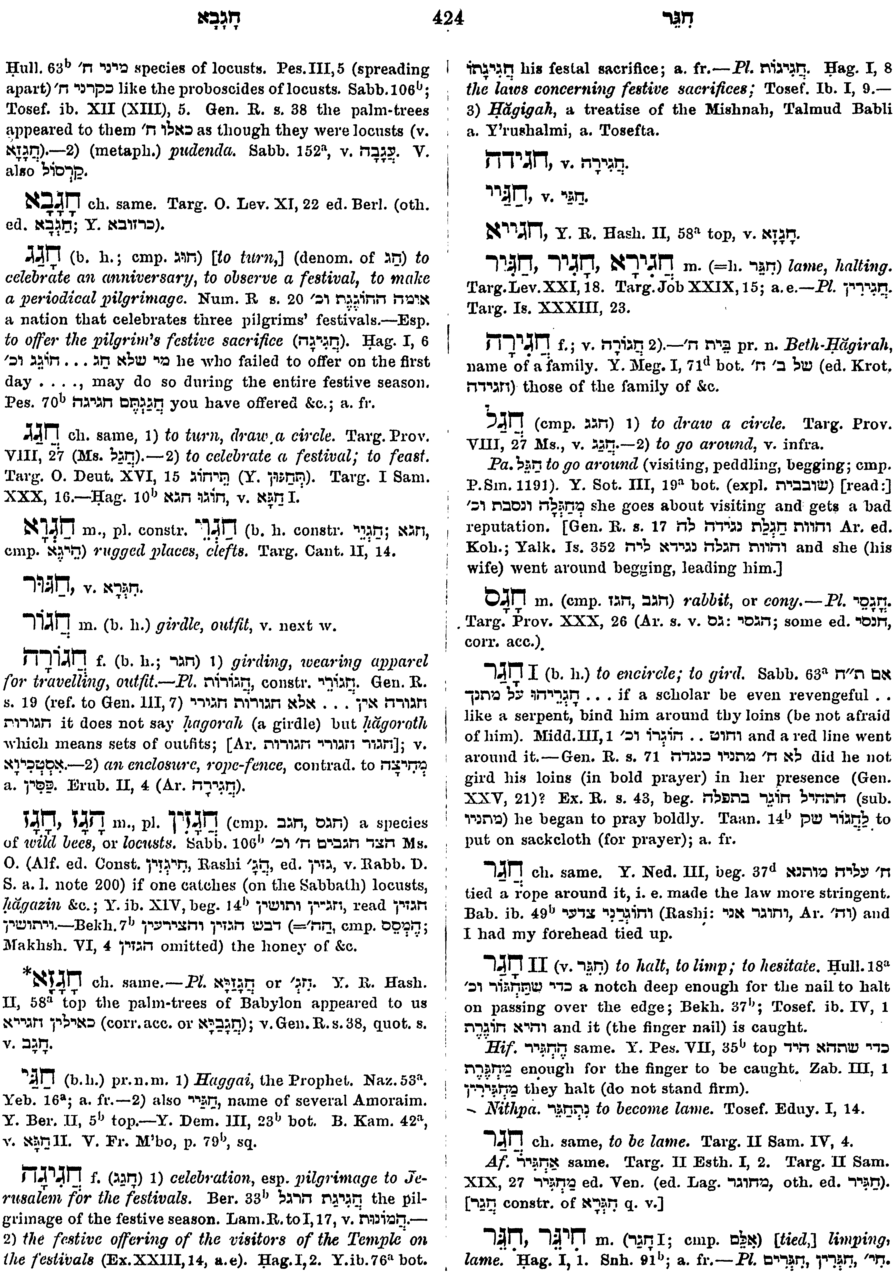 חָגָבָא
424
חִגֵּר
Ḥull. 63ᵇ מיני ח' species of locusts. Pes. III, 5 (spreading
apart) כקרני ח' like the proboscides of locusts. Sabb. 106ᵇ;
Tosef. ib. XII (XIII), 5. Gen. R. s. 38 the palm-trees
appeared to them כאלו ח' as though they were locusts (v.
חֲגָזָא).—2) (metaph.) pudenda. Sabb. 152ᵃ, v. עֲגָבָה. V.
also קַרְסוֹל.
חָגָבָא ch. same. Targ. O. Lev. XI, 22 ed. Berl. (oth.
ed. חַגְבָא; Y. כרזובא).
חָגַג (b. h.; cmp. חוג) [to turn,] (denom. of חַג) to
celebrate an anniversary, to observe a festival, to make
a periodical pilgrimage. Num. R s. 20 אומה החוגגת וכ'
a nation that celebrates three pilgrims' festivals.—Esp.
to offer the pilgrim's festive sacrifice (חֲגִיגָה). Ḥag. I, 6
מי שלא חָג ... חוֹגֵג וכ' he who failed to offer on the first
day . . . ., may do so during the entire festive season.
Pes. 70ᵇ חֲגַגְתֶּם חגיגה you have offered &c.; a. fr.
חֲגַג ch. same, 1) to turn, draw a circle. Targ. Prov.
VIII, 27 (Ms. חֲגַל).—2) to celebrate a festival; to feast.
Targ. O. Deut. XVI, 15 תֵּיחוֹג (Y. תְּחַגּוּן). Targ. I Sam.
XXX, 16.—Ḥag. 10ᵇ חוגו חגא, v. חַגָּא I.
חַגְוָא m., pl. constr. חַגְוֵי (b. h. constr. חַגְוֵי; חגא,
cmp. הִיגָא) rugged places, clefts. Targ. Cant. II, 14.
חַגּוּר, v. חִגְּרָא.
חֲגוֹר m. (b. h.) girdle, outfit, v. next w.
חֲגוֹרָה f. (b. h.; חגר) 1) girding, wearing apparel
for travelling, outfit.—Pl. חֲגוֹרוֹת, constr. חֲגוֹרֵי. Gen. R.
s. 19 (ref. to Gen. III, 7) חגורה אין ... אלא חגורות חגורי
חגורות it does not say ḥagorah (a girdle) but ḥăgoroth
which means sets of outfits; [Ar. חגור חגורי חגורות]; v.
אִסְטְכִיוָא.—2) an enclosure, rope-fence, contrad. to מְחִיצָה
a. פַּסִּין. Erub. II, 4 (Ar. חֲגִירָה).
חָגָז, חָגָז m., pl. חֲגָזִין (cmp. חגס, חגב) a species
of wild bees, or locusts. Sabb. 106ᵇ הצד חגבים ח' וכ' Ms.
O. (Alf. ed. Const. חִיגְזִין, Rashi חֲגָ', ed. גזין, v. Rabb. D.
S. a. l. note 200) if one catches (on the Sabbath) locusts,
ḥăgazin &c.; Y. ib. XIV, beg. 14ᵇ חגיין ותושין, read חגזין
ויתושין.—Bekh. 7ᵇ דבש הגזין והצירעין (=הח', cmp. הֲמָסֵס;
Makhsh. VI, 4 הגזין omitted) the honey of &c.
*חֲגָזָא ch. same.—Pl. חֲגָזַיָּא or חגז'. Y. R. Hash.
II, 58ᵃ top the palm-trees of Babylon appeared to us
כאילין חגייא (corr. acc. or חֲגָבַיָּא); v. Gen. R. s. 38, quot. s.
v. חָגָב.
חַגַּי (b. h.) pr. n. m. 1) Haggai, the Prophet. Naz. 53ᵃ.
Yeb. 16ᵃ; a. fr.—2) also חַגַּיי, name of several Amoraim.
Y. Ber. II, 5ᵇ top.—Y. Dem. III, 23ᵇ bot. B. Kam. 42ᵃ,
v. חַגָּא II. V. Fr. M'bo, p. 79ᵇ, sq.
חֲגִיגָה f. (חָגַג) 1) celebration, esp. pilgrimage to Je-
rusalem for the festivals. Ber. 33ᵇ חֲגִיגַת הרגל the pil-
grimage of the festive season. Lam. R. to I, 17, v. הֲמוֹנוּת.—
2) the festive offering of the visitors of the Temple on
the festivals (Ex. XXIII, 14, a. e). Ḥag. I, 2. Y. ib. 76ᵃ bot.
חֲגִיגָתוֹ his festal sacrifice; a. fr.—Pl. חֲגִיגוֹת. Hag. I, 8
the laws concerning festive sacrifices; Tosef. Ib. I, 9.—
3) Ḥăgigah, a treatise of the Mishnah, Talmud Babli
a. Y'rushalmi, a. Tosefta.
חגידה, v. חֲגִירָה.
חַגַּיי, v. חַגַּי.
חגייא, Y. R. Hash. II, 58ᵃ top, v. חֲגָזָא.
חֲגִירָא, חֲגִיר, חַגִּיר m. (=h. חִגֵּר) lame, halting.
Targ. Lev. XXI, 18. Targ. Job XXIX, 15; a. e.—Pl. חֲגִירִין.
Targ. Is. XXXIII, 23.
חֲגִירָה f.; v. חֲגוֹרָה 2).—בית ח' pr. n. Beth-Ḥăgirah,
name of a family. Y. Meg. I, 71ᵈ bot. של ב' ח' (ed. Krot.
חגידה) those of the family of &c.
חֲגַל (cmp. חגג) 1) to draw a circle. Targ. Prov.
VIII, 27 Ms., v. חֲגַג.—2) to go around, v. infra.
Pa. חַגֵּל to go around (visiting, peddling, begging; cmp.
P. Sm. 1191). Y. Sot. III, 19ᵃ bot. (expl. שובבית) [read:]
מְחַגְּלָה ונסבת וכ' she goes about visiting and gets a bad
reputation. [Gen. R. s. 17 והוות חגלת נגידה לה Ar. ed.
Koh.; Yalk. Is. 352 והוות חגלה נגידא ליה and she (his
wife) went around begging, leading him.]
חֲגָס m. (cmp. חגז, חגב) rabbit, or cony.—Pl. חֲגָסֵי.
Targ. Prov. XXX, 26 (Ar. s. v. גס: הגסי; some ed. חנסי,
corr. acc.).
חָגַר I (b. h.) to encircle; to gird. Sabb. 63ᵃ אם ת"ח
... חָגְרֵיהוּ על מתנך if a scholar be even revengeful . .
like a serpent, bind him around thy loins (be not afraid
of him). Midd. III, 1 וחוט .. חוֹגְרוֹ וכ' and a red line went
around it.—Gen. R. s. 71 לא ח' מתניו כנגדה did he not
gird his loins (in bold prayer) in her presence (Gen.
XXV, 21)? Ex. R. s. 43, beg. התחיל חוֹגֵר בתפלה (sub.
מתניו) he began to pray boldly. Taan. 14ᵇ לַחֲגוֹר שק to
put on sackcloth (for prayer); a. fr.
חֲגַר ch. same. Y. Ned. III, beg. 37ᵈ ח' עליה מותנא
tied a rope around it, i. e. made the law more stringent.
Bab. ib. 49ᵇ וחוגרני צדעי (Rashi: וחוגר אני, Ar. וה') and
I had my forehead tied up.
חָגַר II (v. חִגֵּר) to halt, to limp; to hesitate. Ḥull. 18ᵃ
כדי שתחגור וכ' a notch deep enough for the nail to halt
on passing over the edge; Bekh. 37ᵇ; Tosef. ib. IV, 1
והיא חוֹגֶרֶת and it (the finger nail) is caught.
Hif. הֶחְגִּיר same. Y. Pes. VII, 35ᵇ top כדי שתהא היד
מַחְגֶּרֶת enough for the finger to be caught. Zab. III, 1
מַחְגִּירִין they halt (do not stand firm).
Nithpa. נִתְחַגֵּר to become lame. Tosef. Eduy. I, 14.
חֲגַר ch. same, to be lame. Targ. II Sam. IV, 4.
Af. אַחְגֵּיר same. Targ. II Esth. I, 2. Targ. II Sam.
XIX, 27 מַחְגֵּיר ed. Ven. (ed. Lag. מחוגר, oth. ed. חַגִּיר).
[חֲגַר constr. of חִגְּרָא q. v.]
חִיגֵּר, חִגֵּר m. (חָגַר I; cmp. אִלֵּם) [tied,] limping,
lame. Ḥag. I, 1. Snh. 91ᵇ; a. fr.—Pl. חִגְּרִים, חִגְּרִין, חי'.